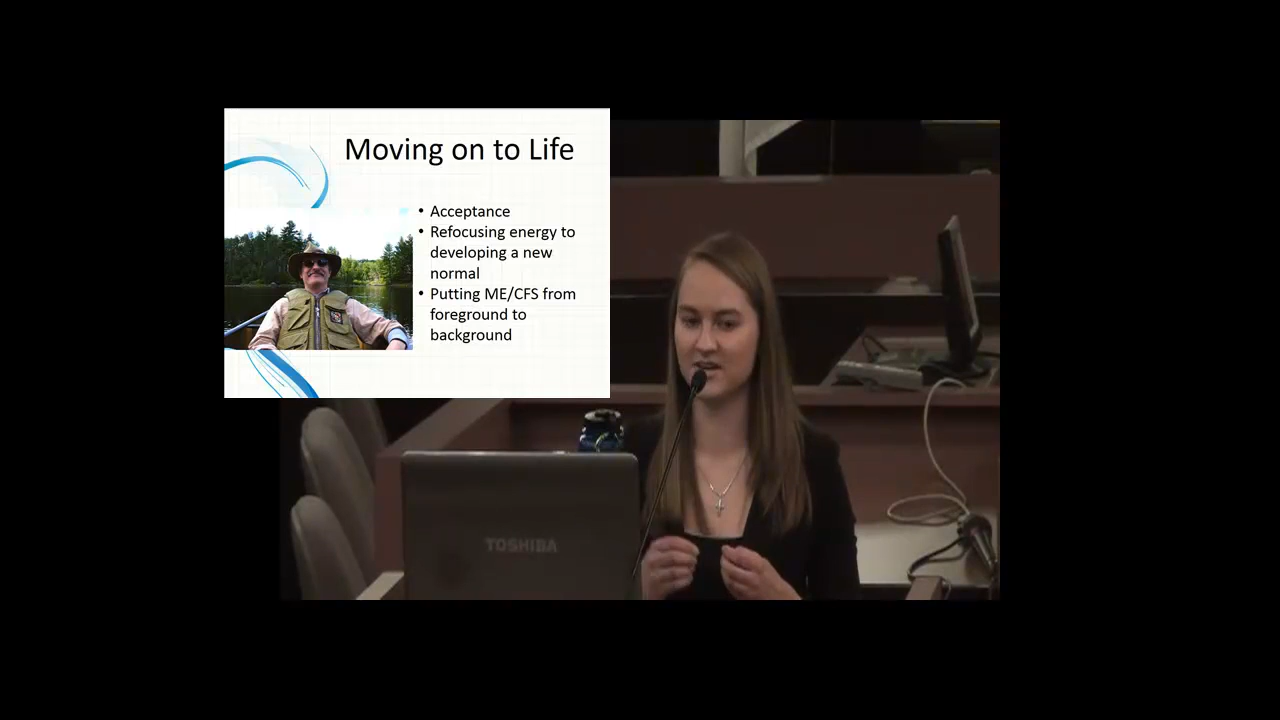 Moving on to Life
• Acceptance
• Refocusing energy to
developing a new
normal
• Putting ME/CFS from
foreground to
background
TOSHIBA